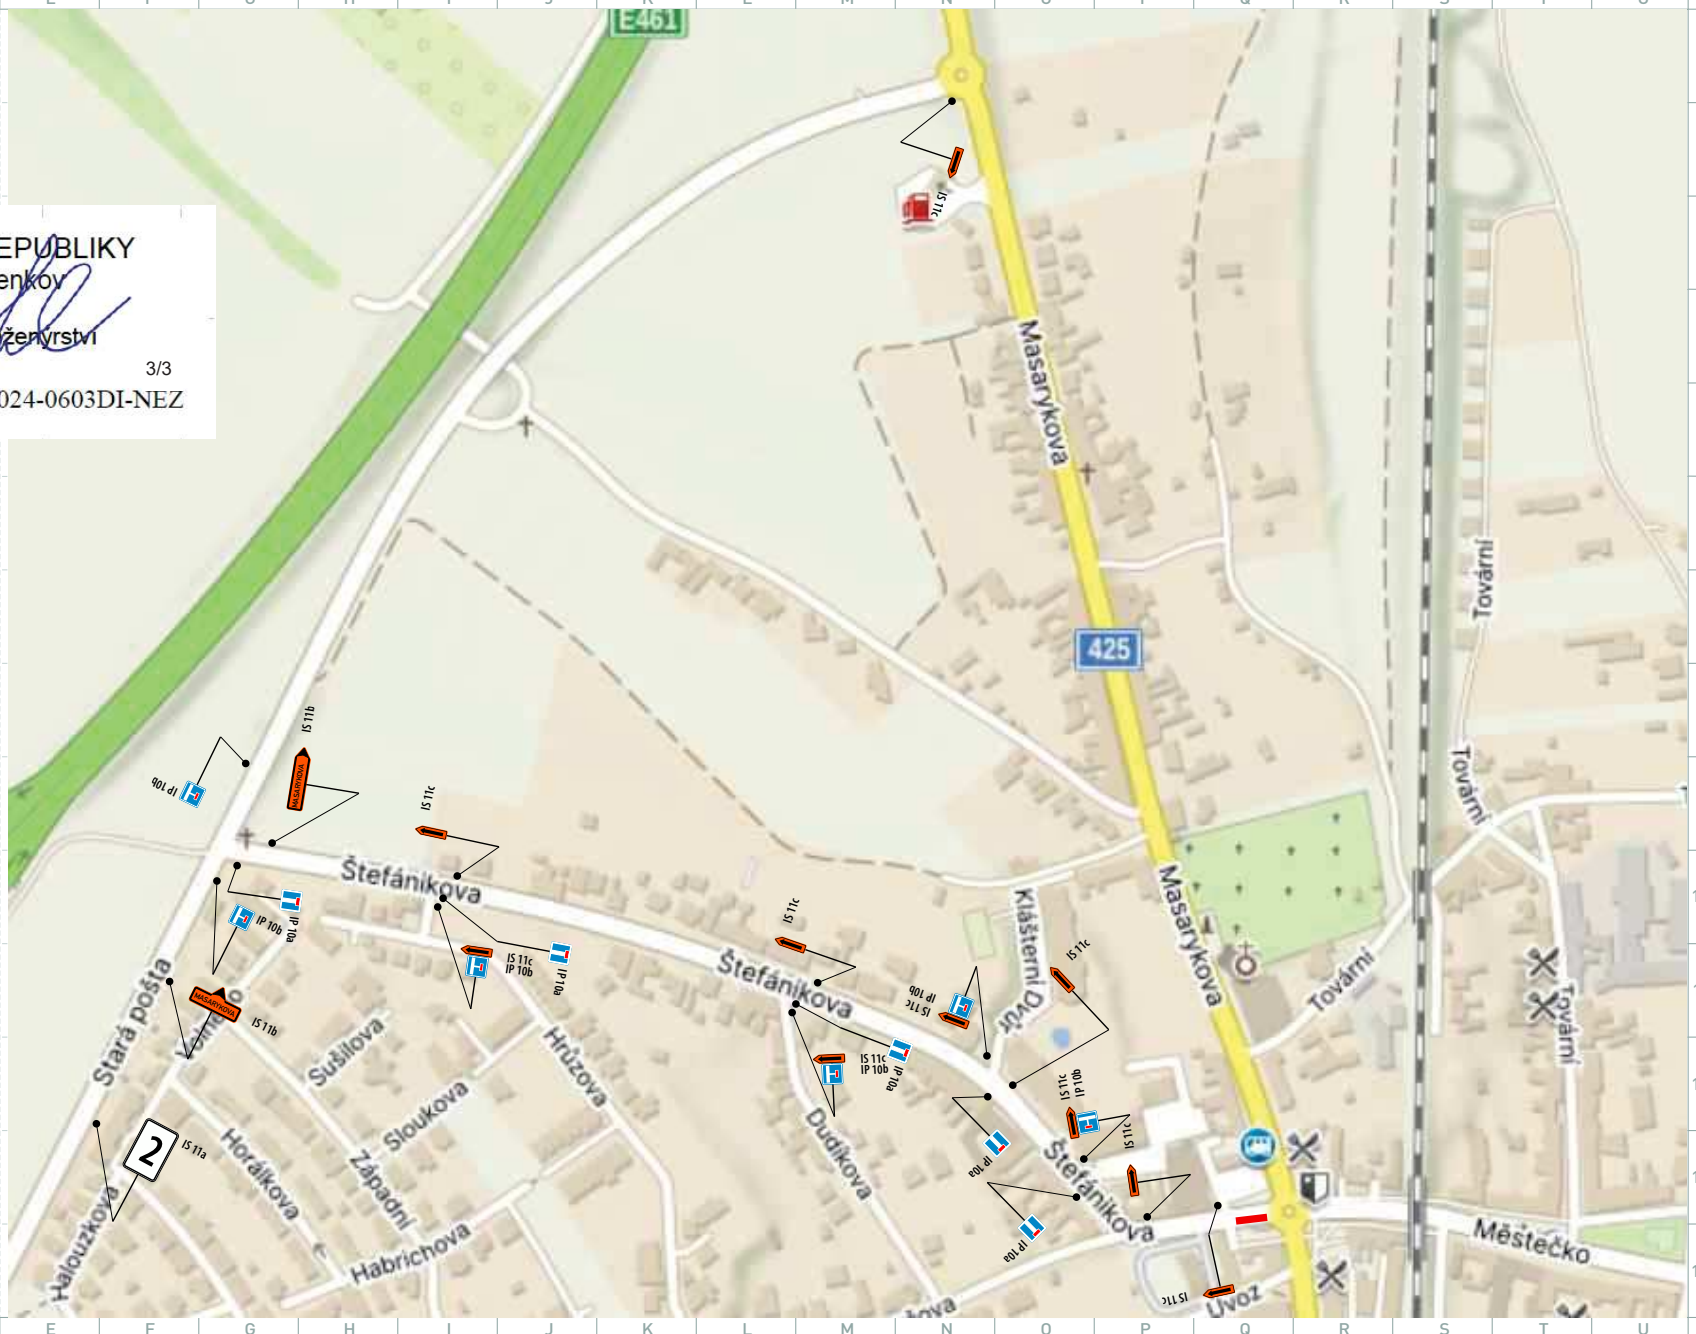 E F G H I J K L M N O P Q R S T U
E461
IS 11c
EPUBLIKY
enkov
oženýrství
3/3
024-0603DI-NEZ
Masarykova
Tovární
425
IS 11b
MASARYKOVA
IP 10b
IS 11c
Tovární
Štefánikova
Masarykova
IP 10b
IP 10a
IS 11c
Klášterní Dvůr
IS 11c
IS 11c
IP 10b
IP 10a
Štefánikova
IP 10b
IS 11c
Tovární
Tovární
Stará pošta
MASARYKOVA
IS 11b
Sušilova
Hrůzova
IS 11c
IP 10b
IP 10a
IS 11c
IP 10b
Sloukova
Dudíkova
2
IS 11a
Horálkova
Západní
IP 10a
Štefánikova
IS 11c
Halouzkova
Habrichova
IP 10a
Městečko
IS 11c
Úvoz
kova
E F G H I J K L M N O P Q R S T U